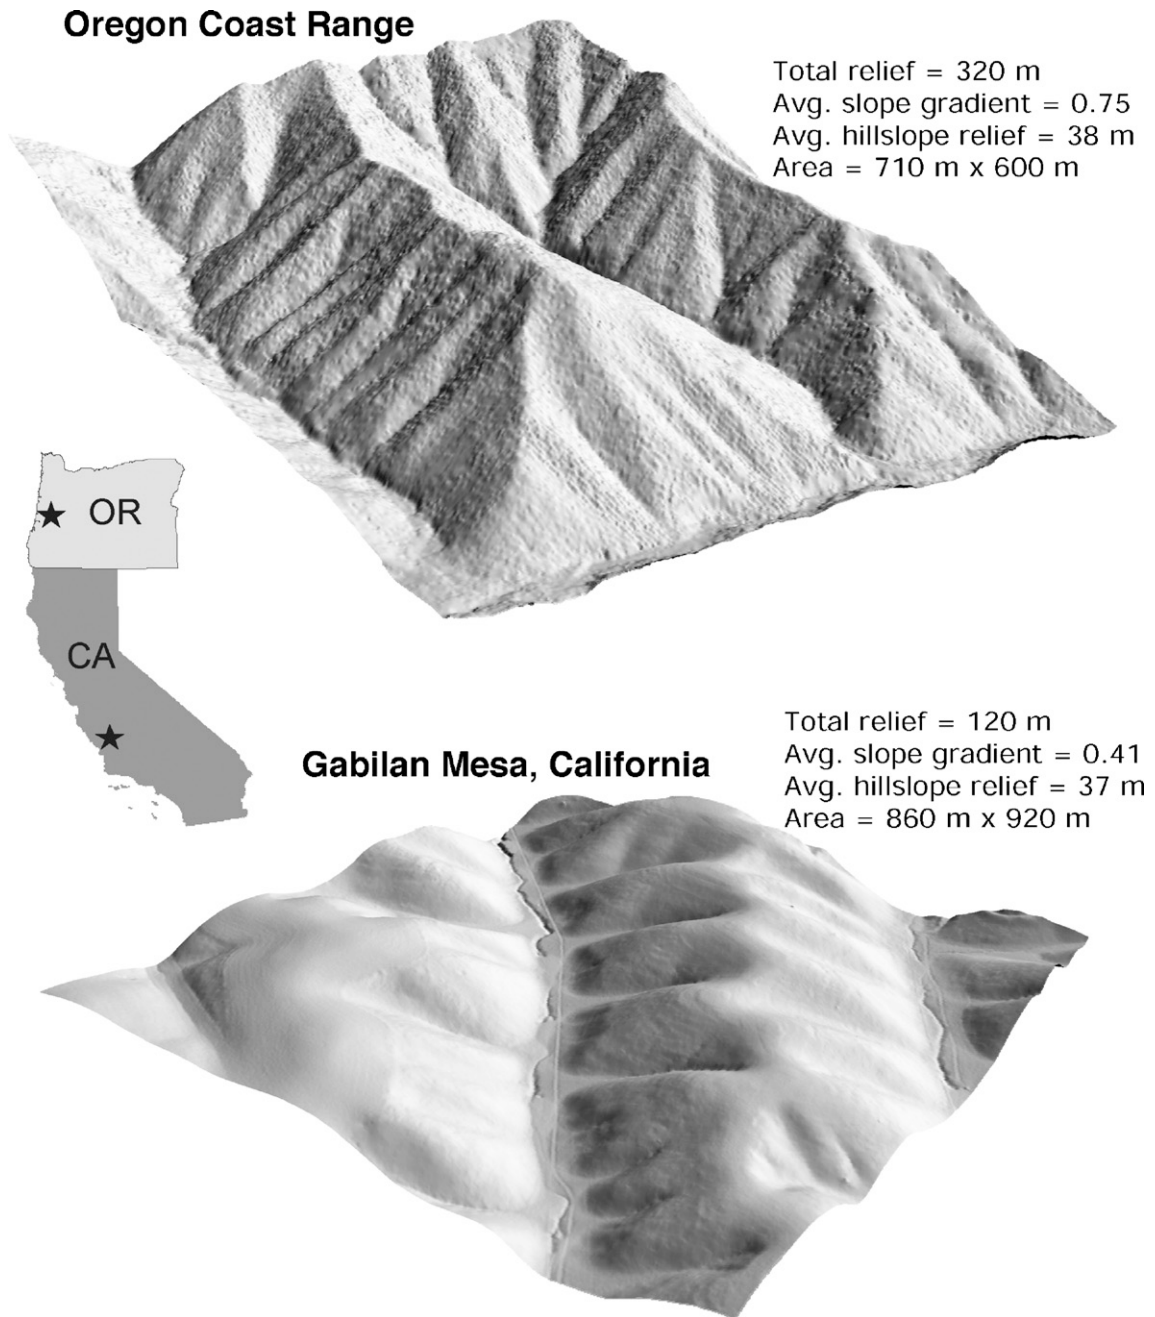 Oregon Coast Range
Total relief = 320 m
Avg. slope gradient = 0.75
Avg. hillslope relief = 38 m
Area = 710 m x 600 m
OR
CA
Total relief = 120 m
Avg. slope gradient = 0.41
Avg. hillslope relief = 37 m
Area = 860 m x 920 m
Gabilan Mesa, California